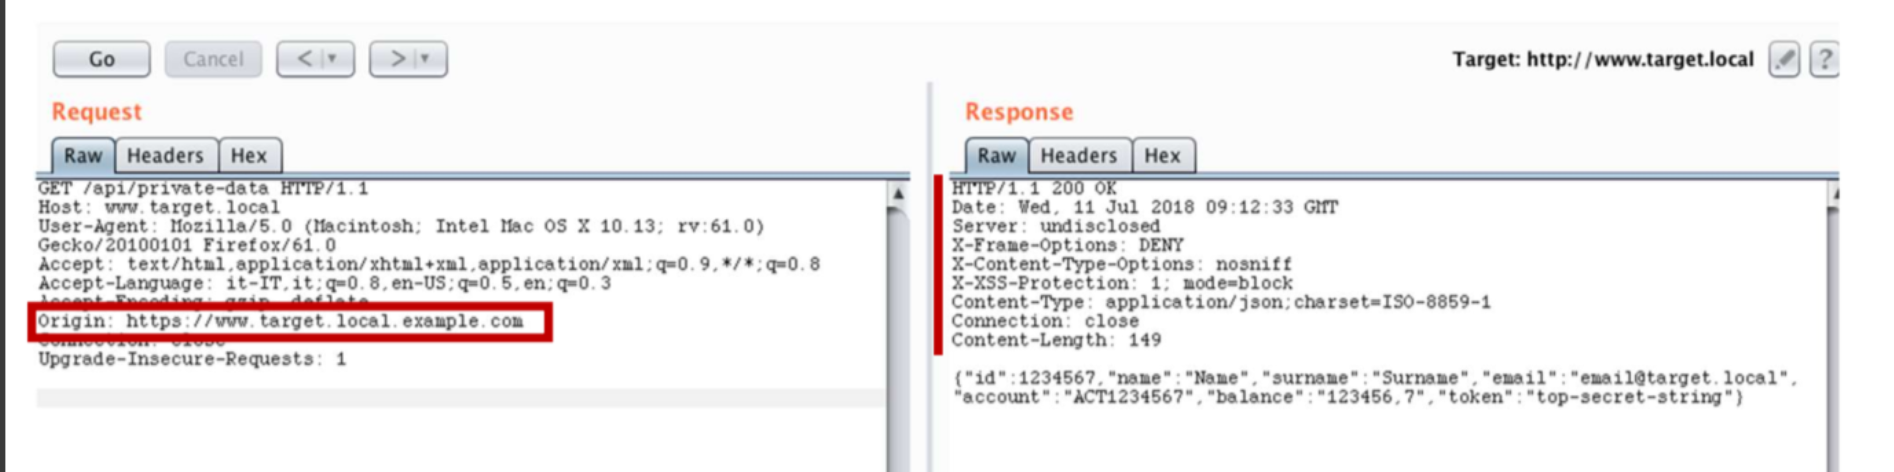 Go Cancel < > Target: http://www.target.local ?
Request
Raw Headers Hex
GET /api/private-data HTTP/1.1
Host: www.target.local
User-Agent: Mozilla/5.0 (Macintosh; Intel Mac OS X 10.13; rv:61.0)
Gecko/20100101 Firefox/61.0
Accept: text/html,application/xhtml+xml,application/xml;q=0.9,*/*;q=0.8
Accept-Language: it-IT,it;q=0.8,en-US;q=0.5,en;q=0.3
Accept-Encoding: gzip, deflate
Origin: https://www.target.local.example.com
Connection: close
Upgrade-Insecure-Requests: 1
Response
Raw Headers Hex
HTTP/1.1 200 OK
Date: Wed, 11 Jul 2018 09:12:33 GMT
Server: undisclosed
X-Frame-Options: DENY
X-Content-Type-Options: nosniff
X-XSS-Protection: 1; mode=block
Content-Type: application/json;charset=ISO-8859-1
Connection: close
Content-Length: 149
{"id":1234567,"name":"Name","surname":"Surname","email":"email@target.local",
"account":"ACT1234567","balance":"123456,7","token":"top-secret-string"}